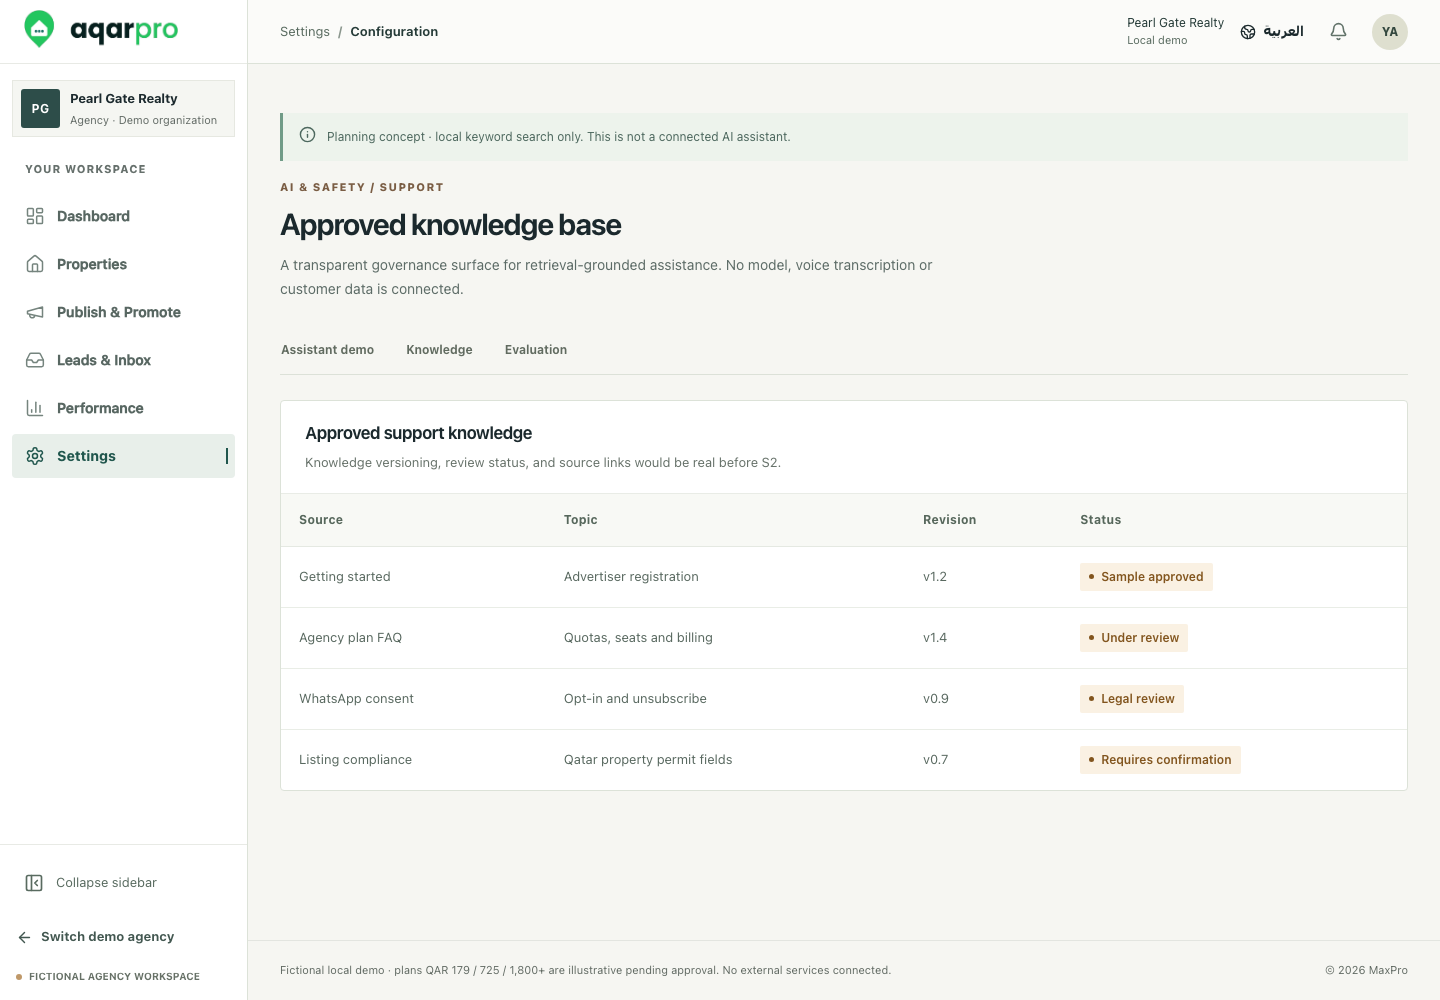 aqarpro
PG
Pearl Gate Realty
Agency · Demo organization
YOUR WORKSPACE
Dashboard
Properties
Publish & Promote
Leads & Inbox
Performance
Settings
Collapse sidebar
Switch demo agency
FICTIONAL AGENCY WORKSPACE
Settings / Configuration
Pearl Gate Realty
Local demo
العربية
YA
Planning concept · local keyword search only. This is not a connected AI assistant.
AI & SAFETY / SUPPORT
Approved knowledge base
A transparent governance surface for retrieval-grounded assistance. No model, voice transcription or
customer data is connected.
Assistant demo Knowledge Evaluation
Approved support knowledge
Knowledge versioning, review status, and source links would be real before S2.
Source Topic Revision Status
Getting started Advertiser registration v1.2 Sample approved
Agency plan FAQ Quotas, seats and billing v1.4 Under review
WhatsApp consent Opt-in and unsubscribe v0.9 Legal review
Listing compliance Qatar property permit fields v0.7 Requires confirmation
Fictional local demo · plans QAR 179 / 725 / 1,800+ are illustrative pending approval. No external services connected.
© 2026 MaxPro